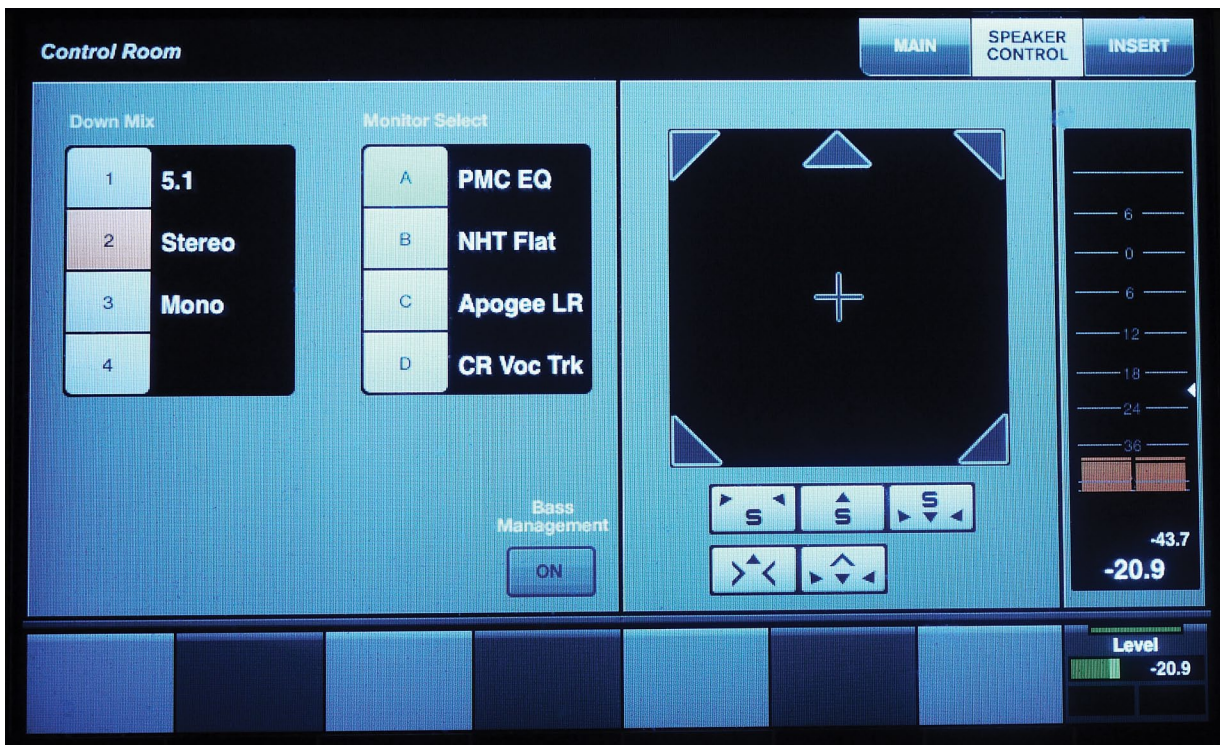 Control Room
MAIN
SPEAKER
CONTROL
INSERT
Down Mix
1 5.1
2 Stereo
3 Mono
4
Monitor Select
A PMC EQ
B NHT Flat
C Apogee LR
D CR Voc Trk
Bass
Management
ON
S
S
S
6
0
6
12
18
24
36
-43.7
-20.9
Level
-20.9